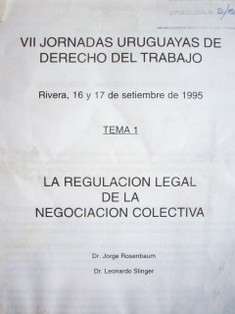 VII JORNADAS URUGUAYAS DE
DERECHO DEL TRABAJO
Rivera, 16 y 17 de setiembre de 1995
TEMA 1
LA REGULACION LEGAL
DE LA
NEGOCIACION COLECTIVA
Dr. Jorge Rosenbaum
Dr. Leonardo Slinger